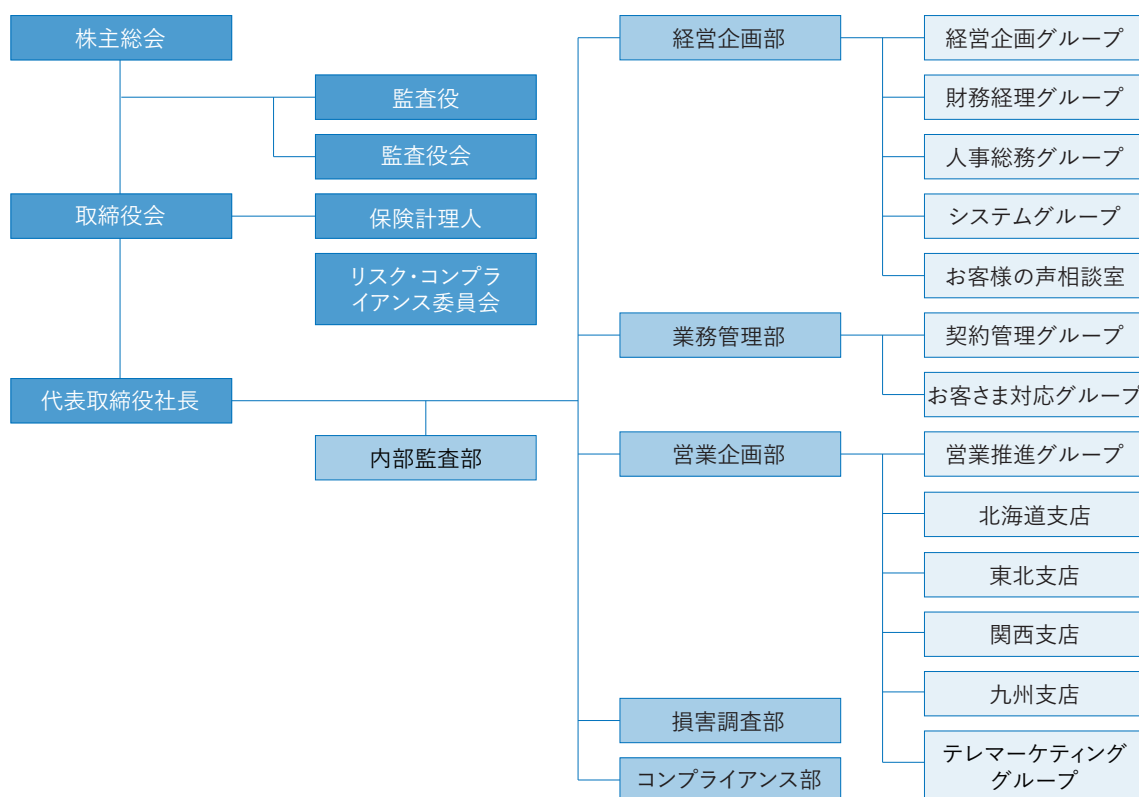 株主総会
監査役
監査役会
取締役会
保険計理人
リスク・コンプラ
イアンス委員会
代表取締役社長
内部監査部
経営企画部
経営企画グループ
財務経理グループ
人事総務グループ
システムグループ
お客様の声相談室
業務管理部
契約管理グループ
お客さま対応グループ
営業企画部
営業推進グループ
北海道支店
東北支店
関西支店
九州支店
テレマーケティング
グループ
損害調査部
コンプライアンス部